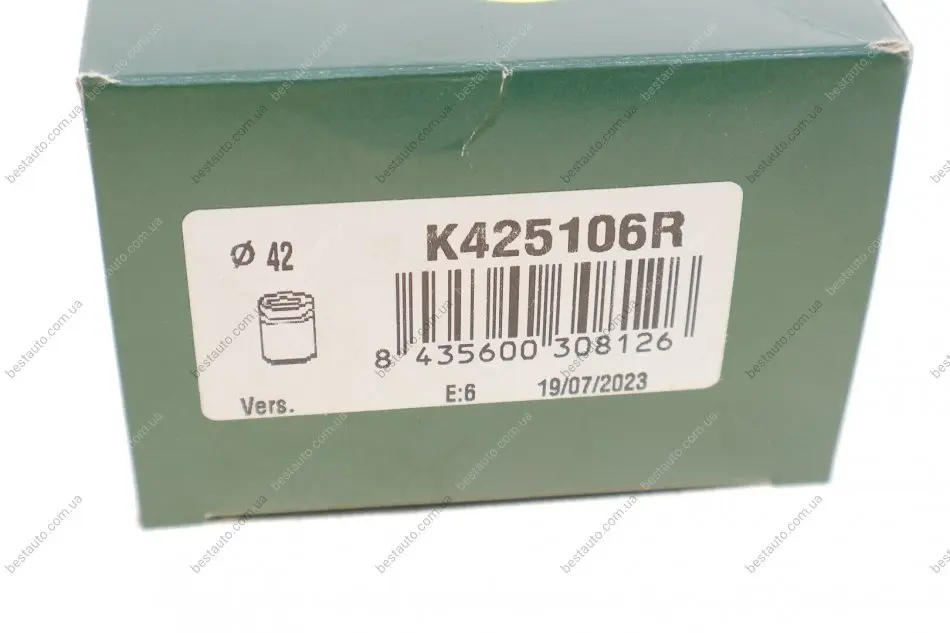 K425106R
Ø 42
8 435600 308126
Vers.
E:6
19/07/2023
bestauto.com.ua